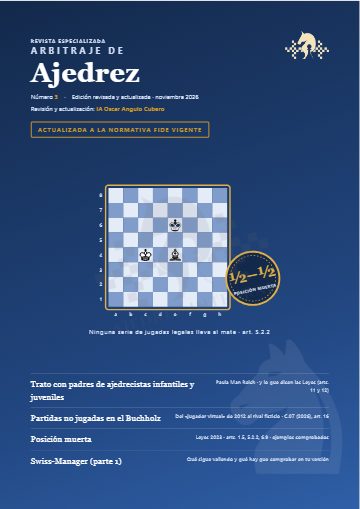 REVISTA ESPECIALIZADA
ARBITRAJE DE
Ajedrez
Número 3 · Edición revisada y actualizada · noviembre 2026
Revisión y actualización: IA Oscar Angulo Cubero
ACTUALIZADA A LA NORMATIVA FIDE VIGENTE
8
7
6
5
4
3
2
1
a b c d e f g h
½–½
POSICIÓN MUERTA
Ninguna serie de jugadas legales lleva al mate · art. 5.2.2
Trato con padres de ajedrecistas infantiles y juveniles
Paula Man Reich · y lo que dicen las Leyes (arts. 11 y 12)
Partidas no jugadas en el Buchholz
Del «jugador virtual» de 2012 al rival ficticio · C.07 (2026), art. 16
Posición muerta
Leyes 2023 · arts. 1.5, 5.2.2, 6.9 · ejemplos comprobados
Swiss-Manager (parte 1)
Qué sigue valiendo y qué hay que comprobar en tu versión